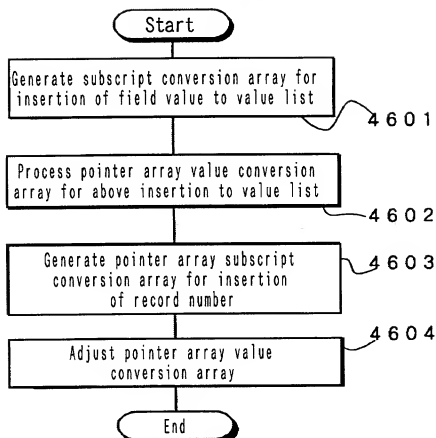 Start
Generate subscript conversion array for
insertion of field value to value list
4601
Process pointer array value conversion
array for above insertion to value list
4602
Generate pointer array subscript
conversion array for insertion
of record number
4603
4604
Adjust pointer array value
conversion array
End